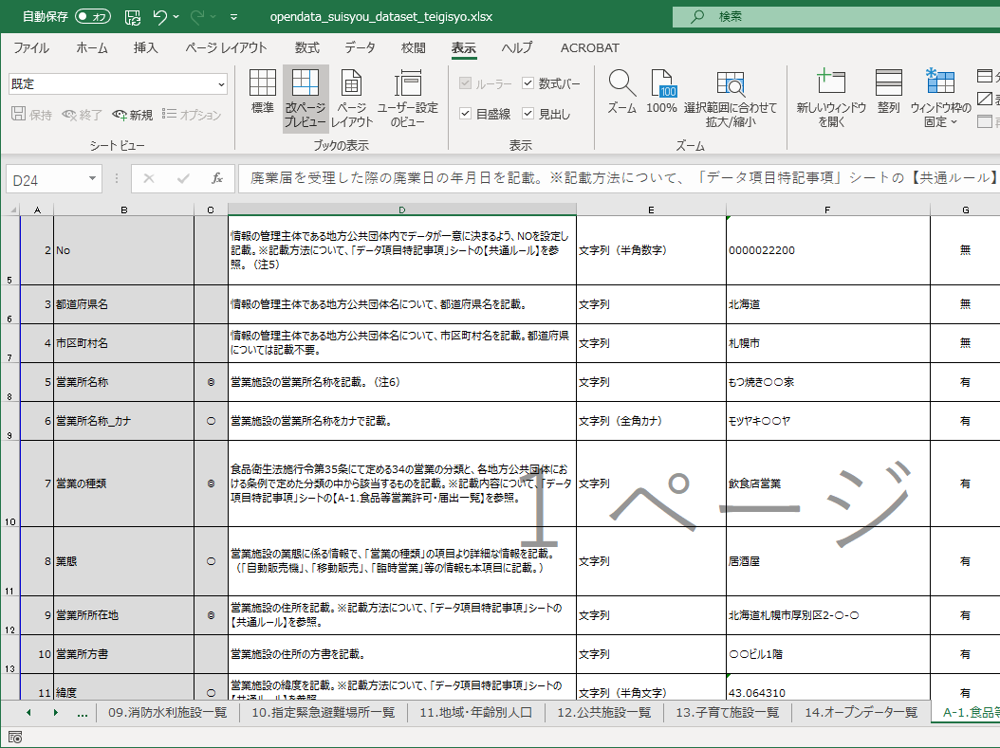 自動保存 オフ opendata_suisyou_dataset_teigisyo.xlsx 検索
ファイル ホーム 挿入 ページ レイアウト 数式 データ 校閲 表示 ヘルプ ACROBAT
既定
保持 終了 新規 オプション
シート ビュー
標準 改ページ プレビュー ページ レイアウト ユーザー設定 のビュー
ブックの表示
ルーラー 数式バー
目盛線 見出し
表示
ズーム 100% 選択範囲に合わせて 拡大/縮小
100
ズーム
新しいウィンドウ を開く 整列 ウィンドウ枠の 固定
D24 fx 廃業届を受理した際の廃業日の年月日を記載。※記載方法について、「データ項目特記事項」シートの【共通ルール】
A B C D E F G
5 2 No 情報の管理主体である地方公共団体内でデータが一意に決まるよう、NOを設定し
記載。※記載方法について、「データ項目特記事項」シートの【共通ルール】を参
照。（注5） 文字列（半角数字） 0000022200 無
6 3 都道府県名 情報の管理主体である地方公共団体名について、都道府県名を記載。 文字列 北海道 無
7 4 市区町村名 情報の管理主体である地方公共団体名について、市区町村名を記載。都道府県
については記載不要。 文字列 札幌市 無
8 5 営業所名称 ◎ 営業施設の営業所名称を記載。（注6） 文字列 もつ焼き○○家 有
9 6 営業所名称_カナ ○ 営業施設の営業所名称をカナで記載。 文字列（全角カナ） モツヤキ○○ヤ 有
10 7 営業の種類 ◎ 食品衛生法施行令第35条にて定める34の営業の分類と、各地方公共団体にお
ける条例で定めた分類の中から該当するものを記載。※記載内容について、「データ
項目特記事項」シートの【A-1.食品等営業許可・届出一覧】を参照。 文字列 飲食店営業 有
1 ページ
11 8 業態 ○ 営業施設の業態に係る情報で、「営業の種類」の項目より詳細な情報を記載。
（「自動販売機」、「移動販売」、「臨時営業」等の情報も本項目に記載。） 文字列 居酒屋 有
12 9 営業所所在地 ◎ 営業施設の住所を記載。※記載方法について、「データ項目特記事項」シートの
【共通ルール】を参照。 文字列 北海道札幌市厚別区2-○-○ 有
13 10 営業所方書 営業施設の住所の方書を記載。 文字列 ○○ビル1階 有
11 緯度 ○ 営業施設の緯度を記載。※記載方法について、「データ項目特記事項」シートの
【共通ルール】を参照。 文字列（半角文字） 43.064310 有
... 09.消防水利施設一覧 10.指定緊急避難場所一覧 11.地域・年齢別人口 12.公共施設一覧 13.子育て施設一覧 14.オープンデータ一覧 A-1.食品